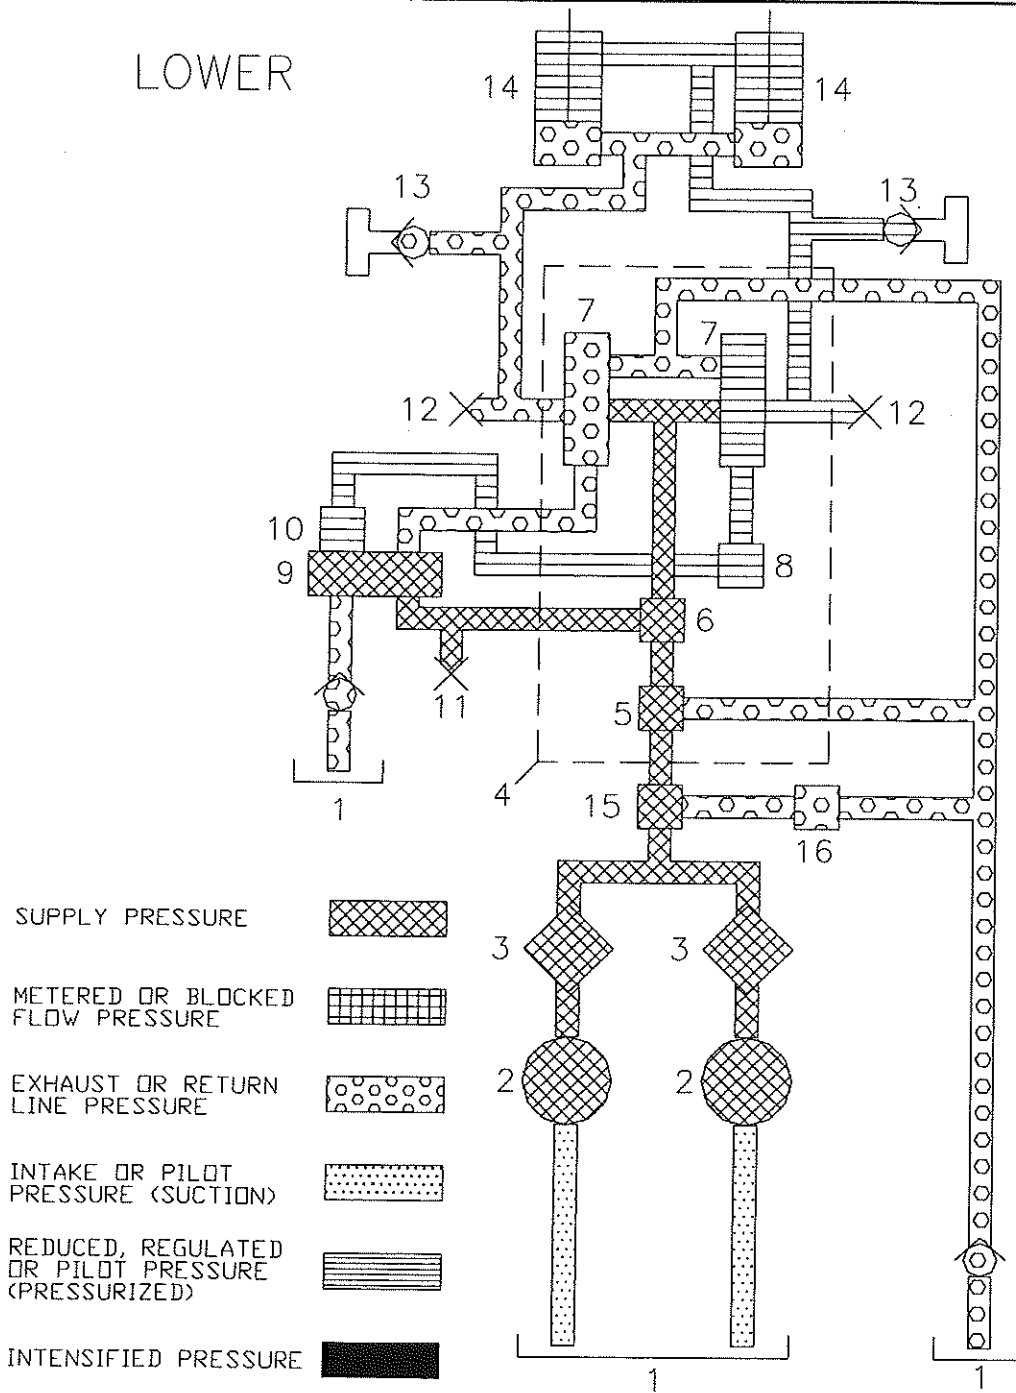 LOWER
14
14
13
13
7
7
12
12
10
9
8
6
11
5
4
15
1
16
SUPPLY PRESSURE
3
3
METERED OR BLOCKED
FLOW PRESSURE
EXHAUST OR RETURN
LINE PRESSURE
2
2
INTAKE OR PILOT
PRESSURE (SUCTION)
REDUCED, REGULATED
OR PILOT PRESSURE
(PRESSURIZED)
INTENSIFIED PRESSURE
1
1